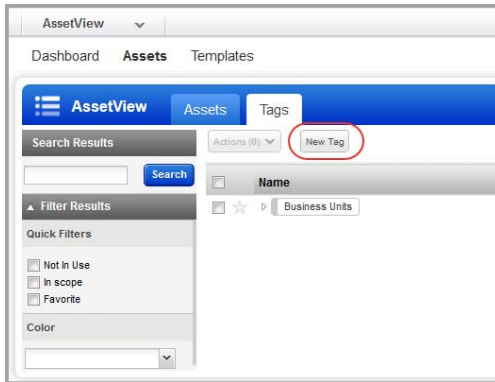 AssetView
Dashboard Assets Templates
AssetView Assets Tags
Search Results
Actions (0) New Tag
Search
Name
Filter Results
Business Units
Quick Filters
Not In Use
In scope
Favorite
Color